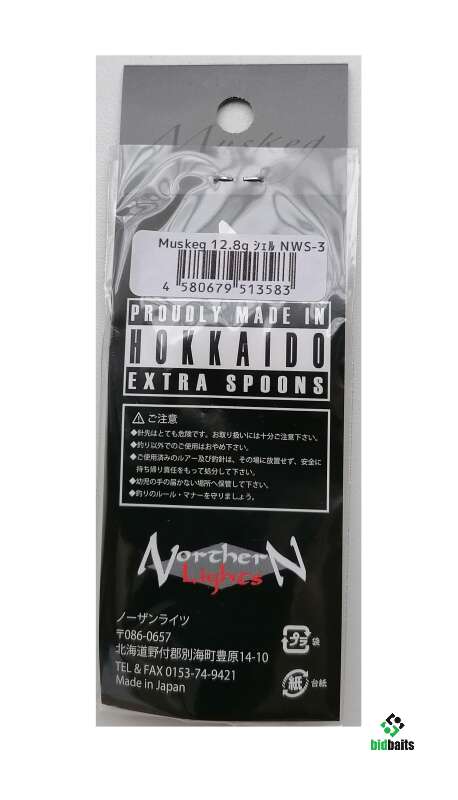 Muskeg
Muskeg 12.8g ｼｪﾙ NWS-3
4 580679 513583
PROUDLY MADE IN
HOKKAIDO
EXTRA SPOONS
⚠ご注意
◆針先はとても危険です。お取り扱いには十分ご注意下さい。
◆釣り以外でのご使用はおやめ下さい。
◆ご使用済みのルアー及び釣針は、その場に放置せず、安全に
持ち帰り責任をもって処分して下さい。
◆幼児の手の届かない場所へ保管して下さい。
◆釣りのルール・マナーを守りましょう。
NortherN
Lights
ノーザンライツ
〒086-0657
北海道野付郡別海町豊原14-10
TEL & FAX 0153-74-9421
Made in Japan
プラ 袋
紙 台紙
bidbaits